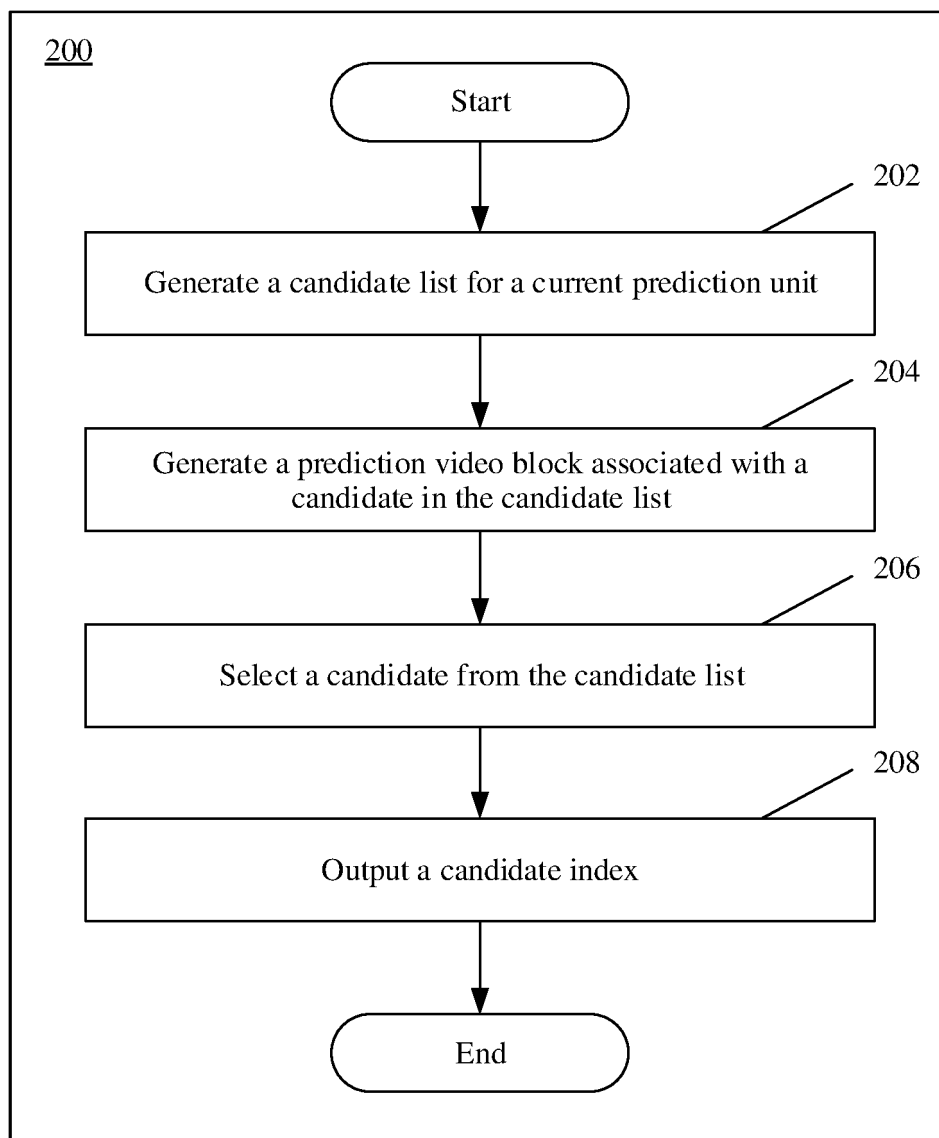 200
Start
202
Generate a candidate list for a current prediction unit
204
Generate a prediction video block associated with a
candidate in the candidate list
206
Select a candidate from the candidate list
208
Output a candidate index
End